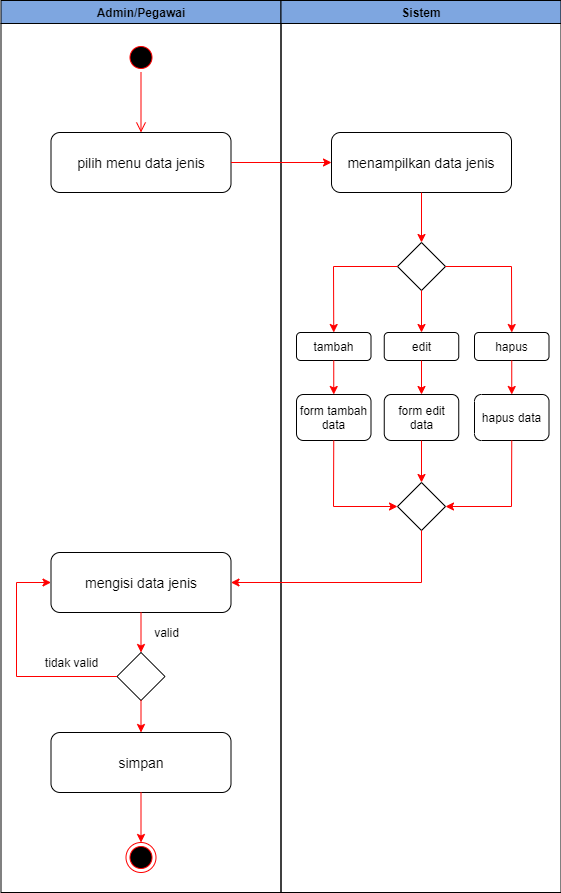 Admin/Pegawai
Sistem
pilih menu data jenis
menampilkan data jenis
tambah
edit
hapus
form tambah
data
form edit
data
hapus data
mengisi data jenis
valid
tidak valid
simpan